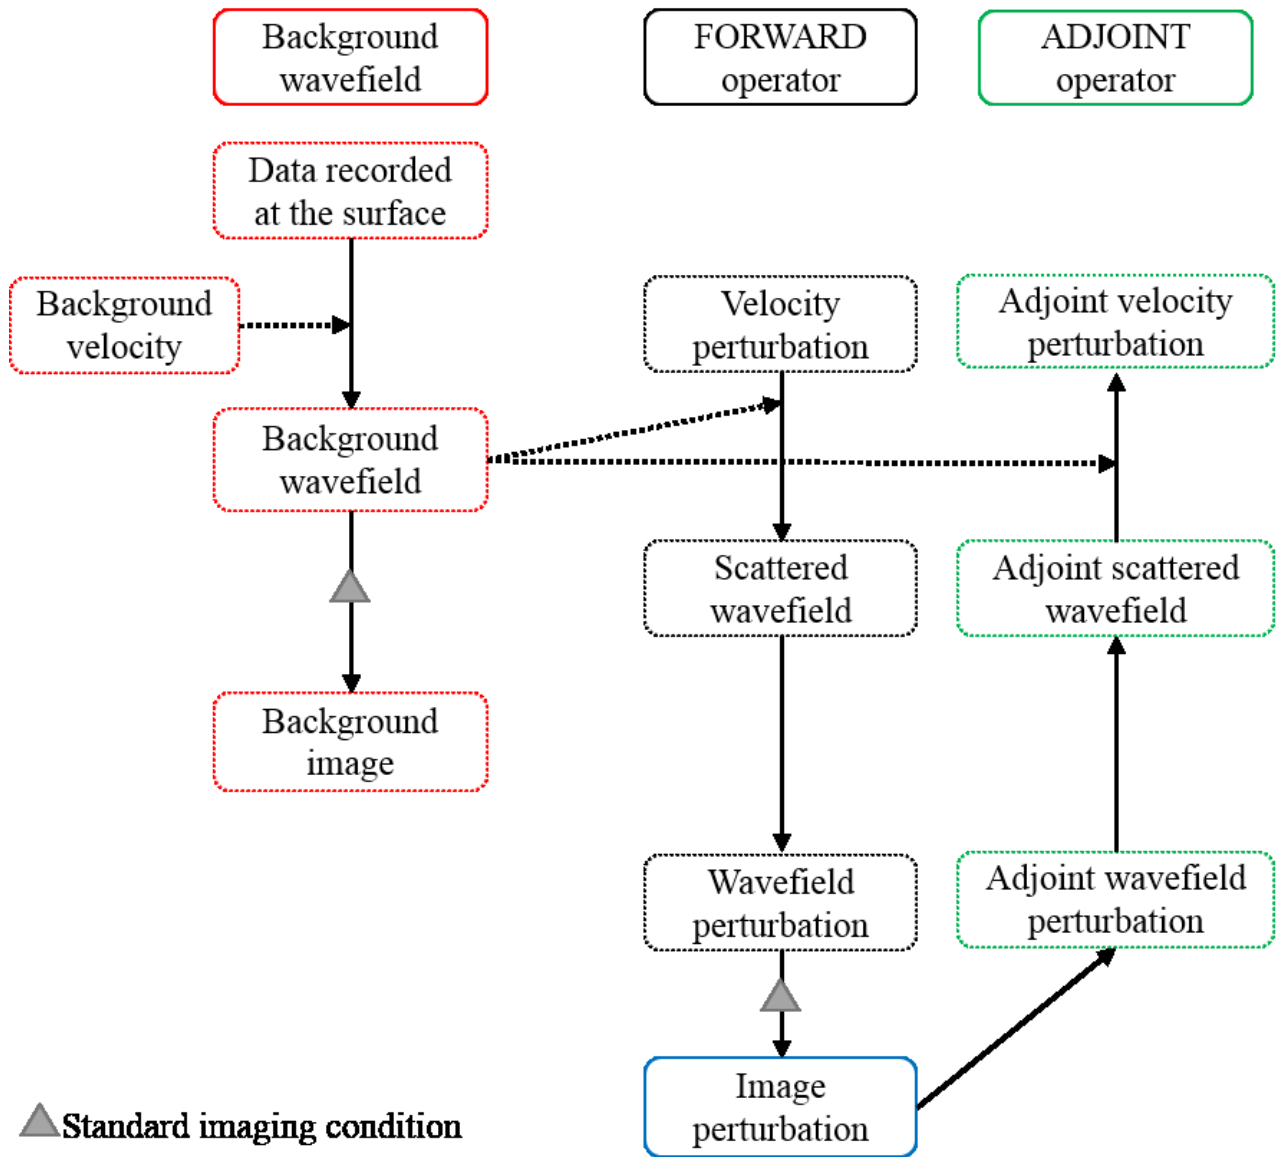 Background
wavefield
FORWARD
operator
ADJOINT
operator
Data recorded
at the surface
Background
velocity
Velocity
perturbation
Adjoint velocity
perturbation
Background
wavefield
Scattered
wavefield
Adjoint scattered
wavefield
Background
image
Wavefield
perturbation
Adjoint wavefield
perturbation
Image
perturbation
Standard imaging condition